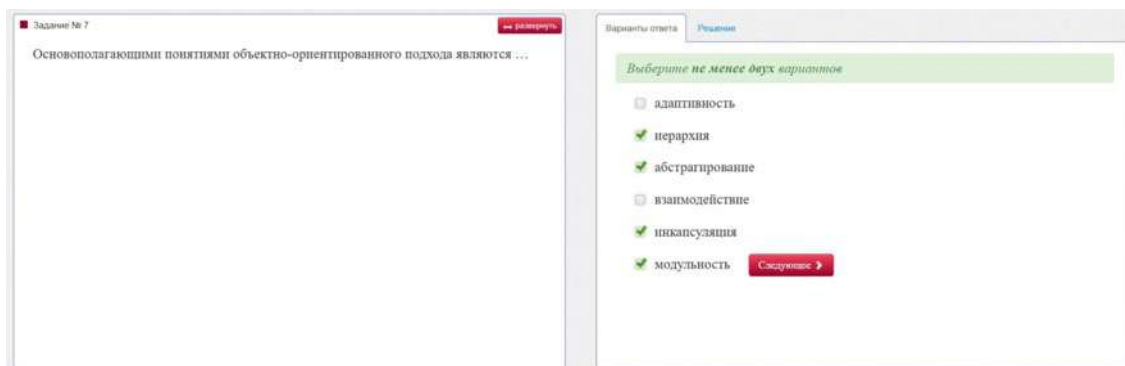 Задание № 7
развернуть
Основополагающими понятиями объектно-ориентированного подхода являются …
Варианты ответа
Решение
Выберите не менее двух вариантов
адаптивность
иерархия
абстрагирование
взаимодействие
инкапсуляция
модульность
Следующее